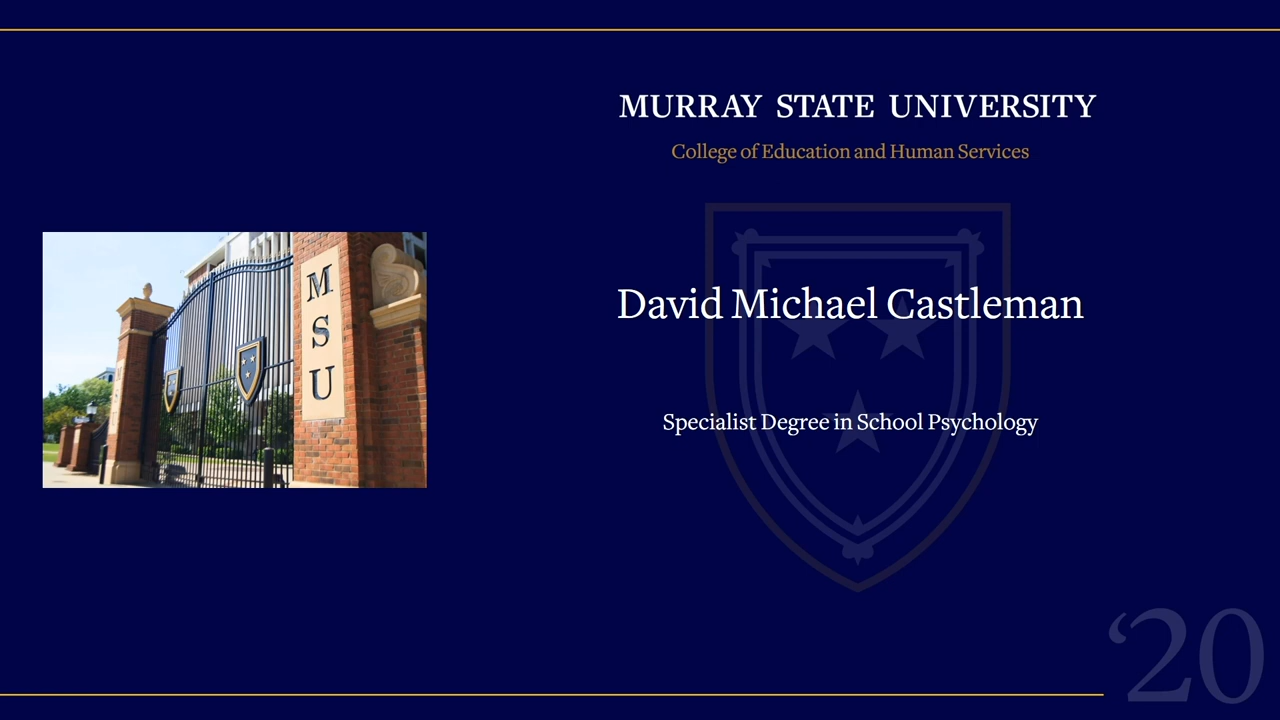 MURRAY STATE UNIVERSITY
College of Education and Human Services
M
S
U
David Michael Castleman
Specialist Degree in School Psychology
‘20